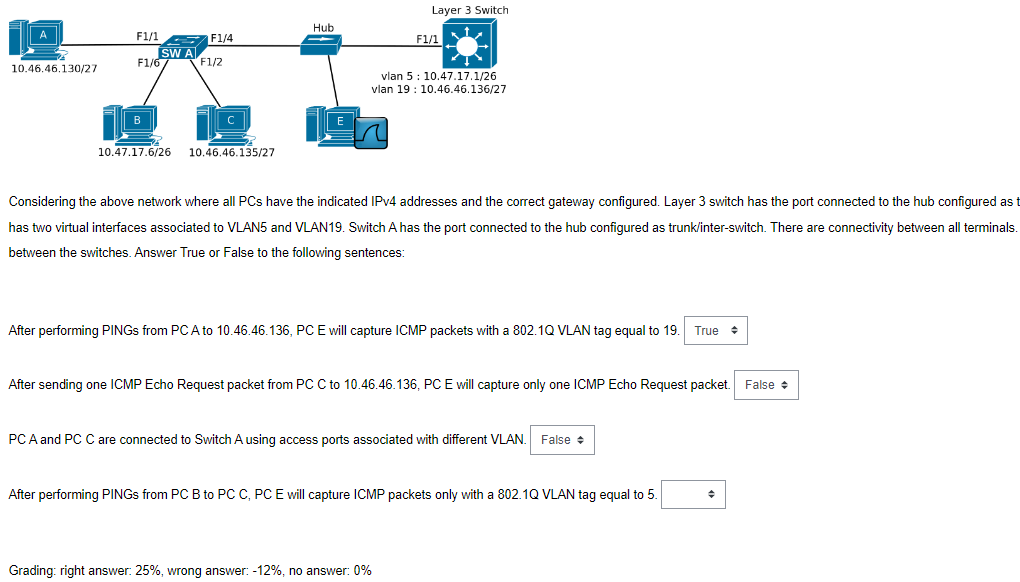 Layer 3 Switch
Hub
A
F1/1
F1/4
F1/1
SW A
10.46.46.130/27
F1/6
F1/2
vlan 5 : 10.47.17.1/26
vlan 19 : 10.46.46.136/27
B
C
E
10.47.17.6/26
10.46.46.135/27
Considering the above network where all PCs have the indicated IPv4 addresses and the correct gateway configured. Layer 3 switch has the port connected to the hub configured as t
has two virtual interfaces associated to VLAN5 and VLAN19. Switch A has the port connected to the hub configured as trunk/inter-switch. There are connectivity between all terminals.
between the switches. Answer True or False to the following sentences:
After performing PINGs from PC A to 10.46.46.136, PC E will capture ICMP packets with a 802.1Q VLAN tag equal to 19. True
After sending one ICMP Echo Request packet from PC C to 10.46.46.136, PC E will capture only one ICMP Echo Request packet. False
PC A and PC C are connected to Switch A using access ports associated with different VLAN. False
After performing PINGs from PC B to PC C, PC E will capture ICMP packets only with a 802.1Q VLAN tag equal to 5.
Grading: right answer: 25%, wrong answer: -12%, no answer: 0%